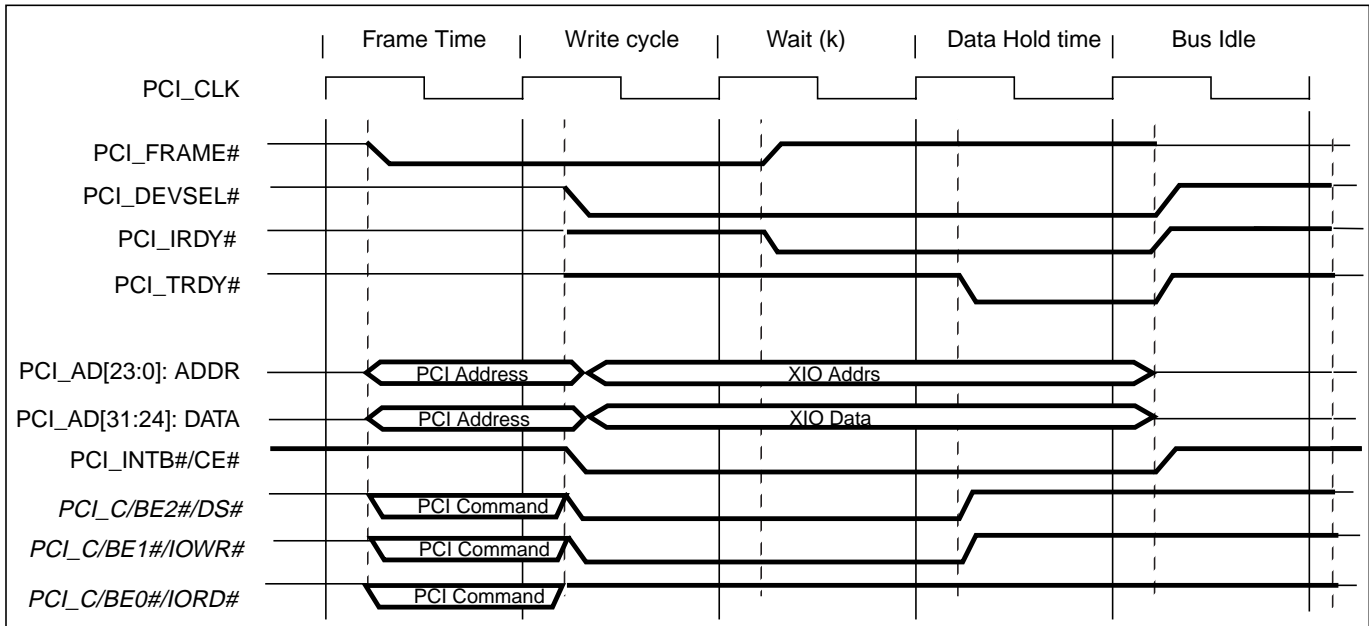 Frame Time Write cycle Wait (k) Data Hold time Bus Idle
PCI_CLK
PCI_FRAME#
PCI_DEVSEL#
PCI_IRDY#
PCI_TRDY#
PCI_AD[23:0]: ADDR PCI Address XIO Addrs
PCI_AD[31:24]: DATA PCI Address XIO Data
PCI_INTB#/CE#
PCI_C/BE2#/DS# PCI Command
PCI_C/BE1#/IOWR# PCI Command
PCI_C/BE0#/IORD# PCI Command